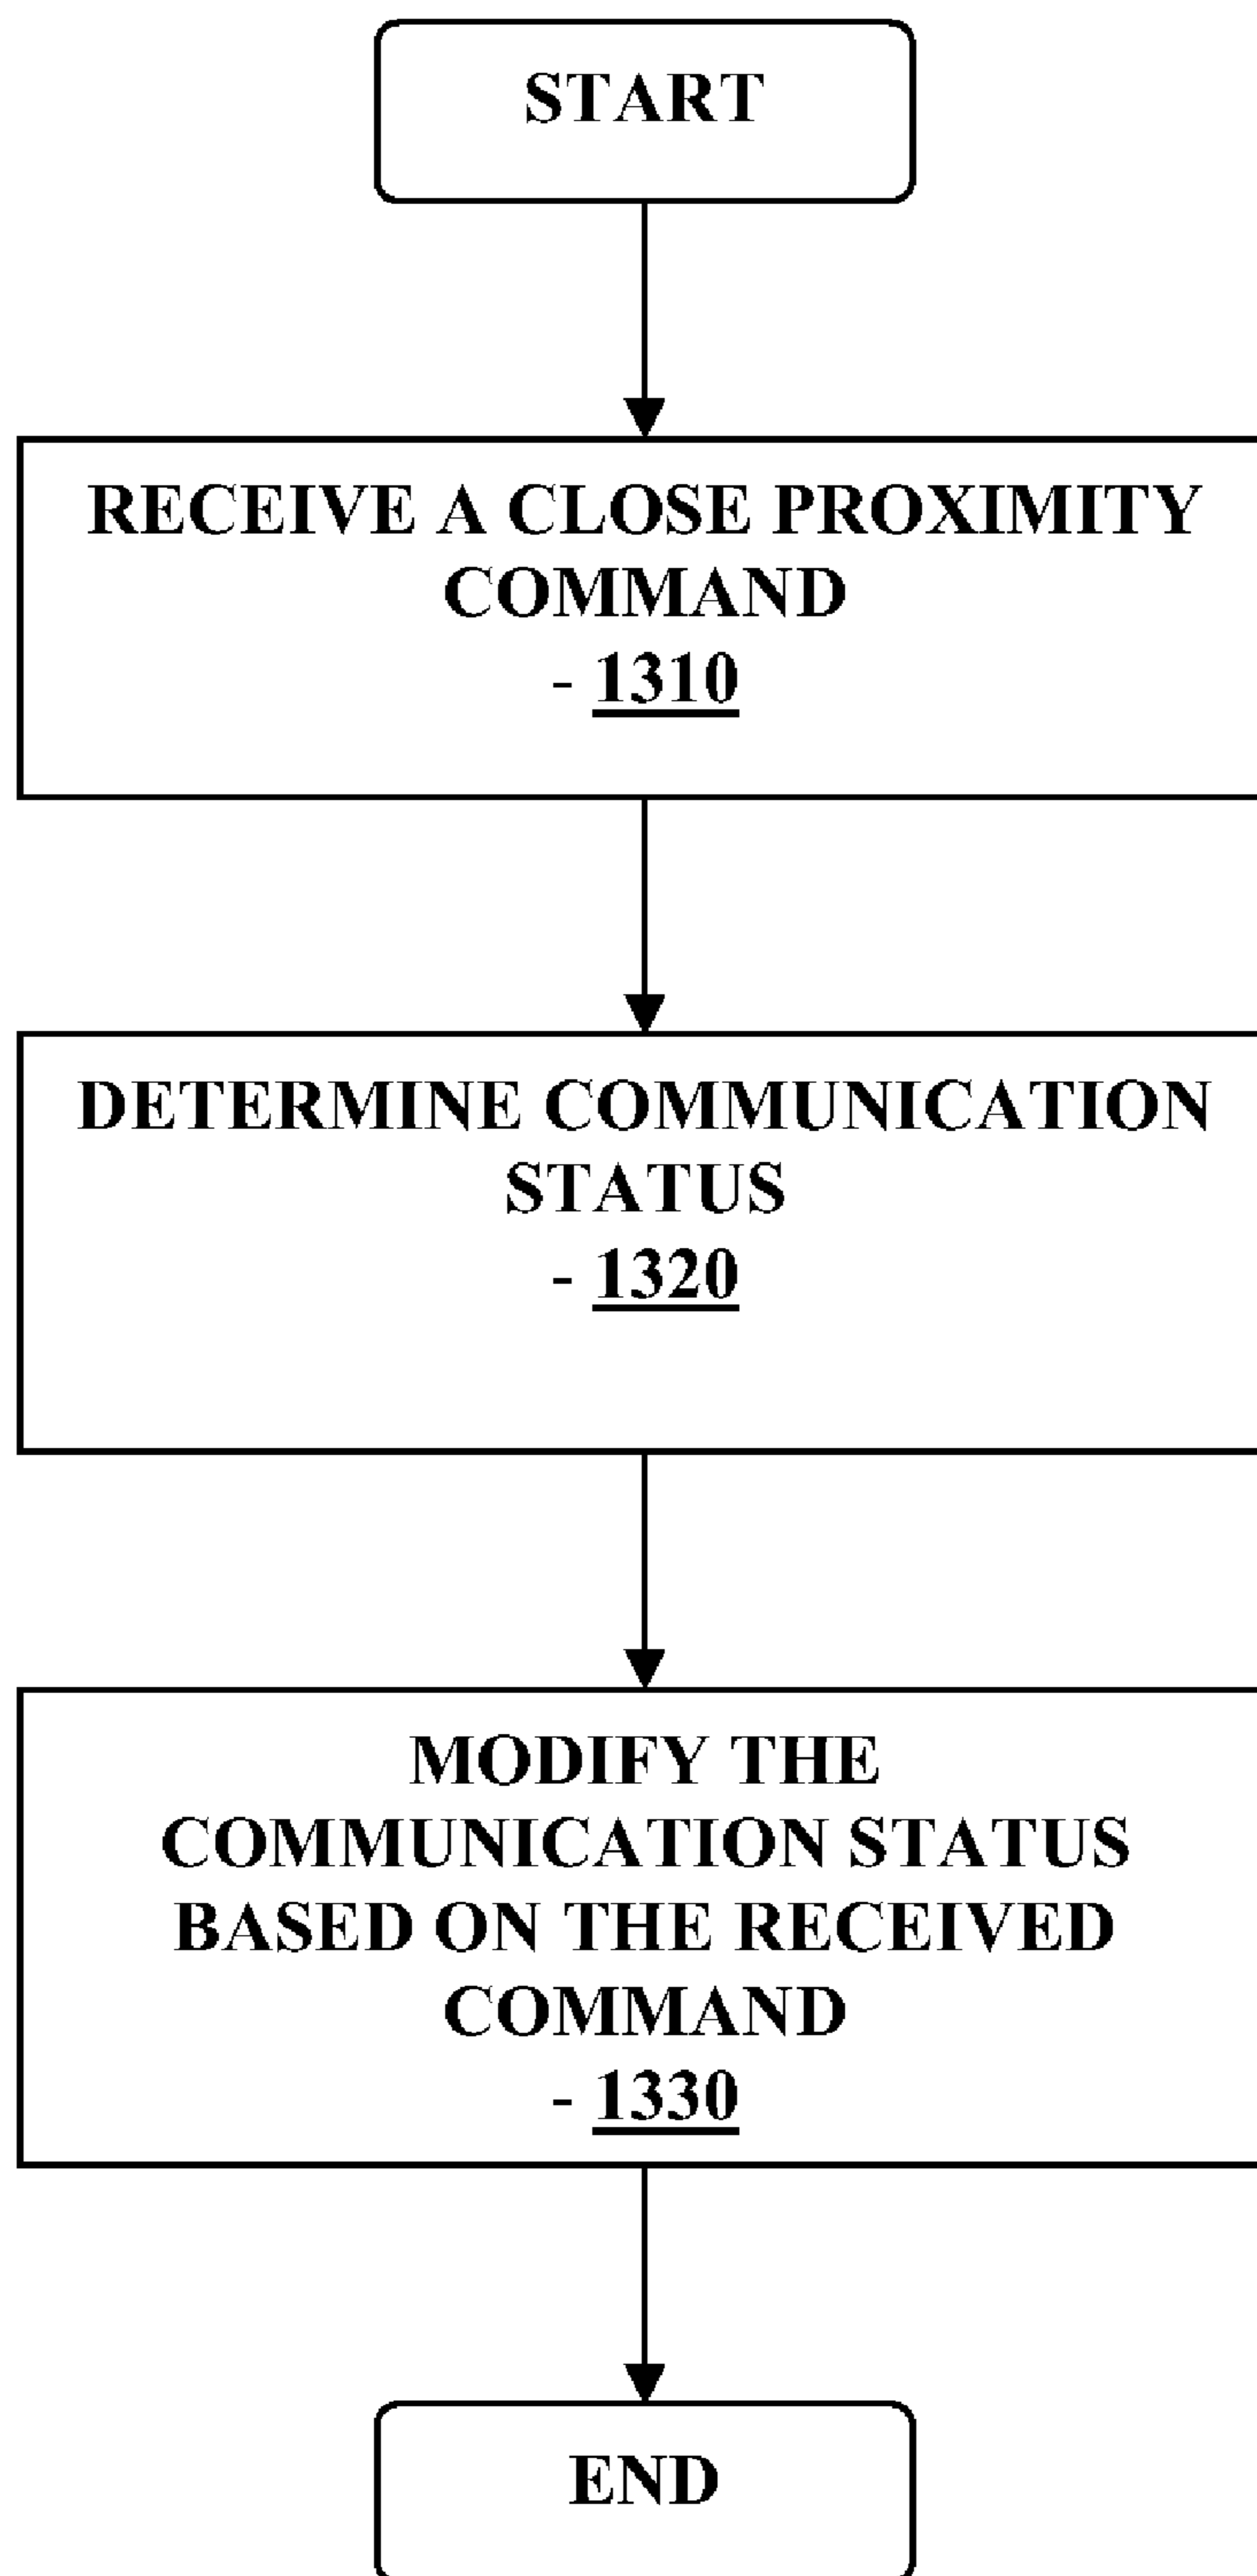 START
RECEIVE A CLOSE PROXIMITY
COMMAND
- 1310
DETERMINE COMMUNICATION
STATUS
- 1320
MODIFY THE
COMMUNICATION STATUS
BASED ON THE RECEIVED
COMMAND
- 1330
END